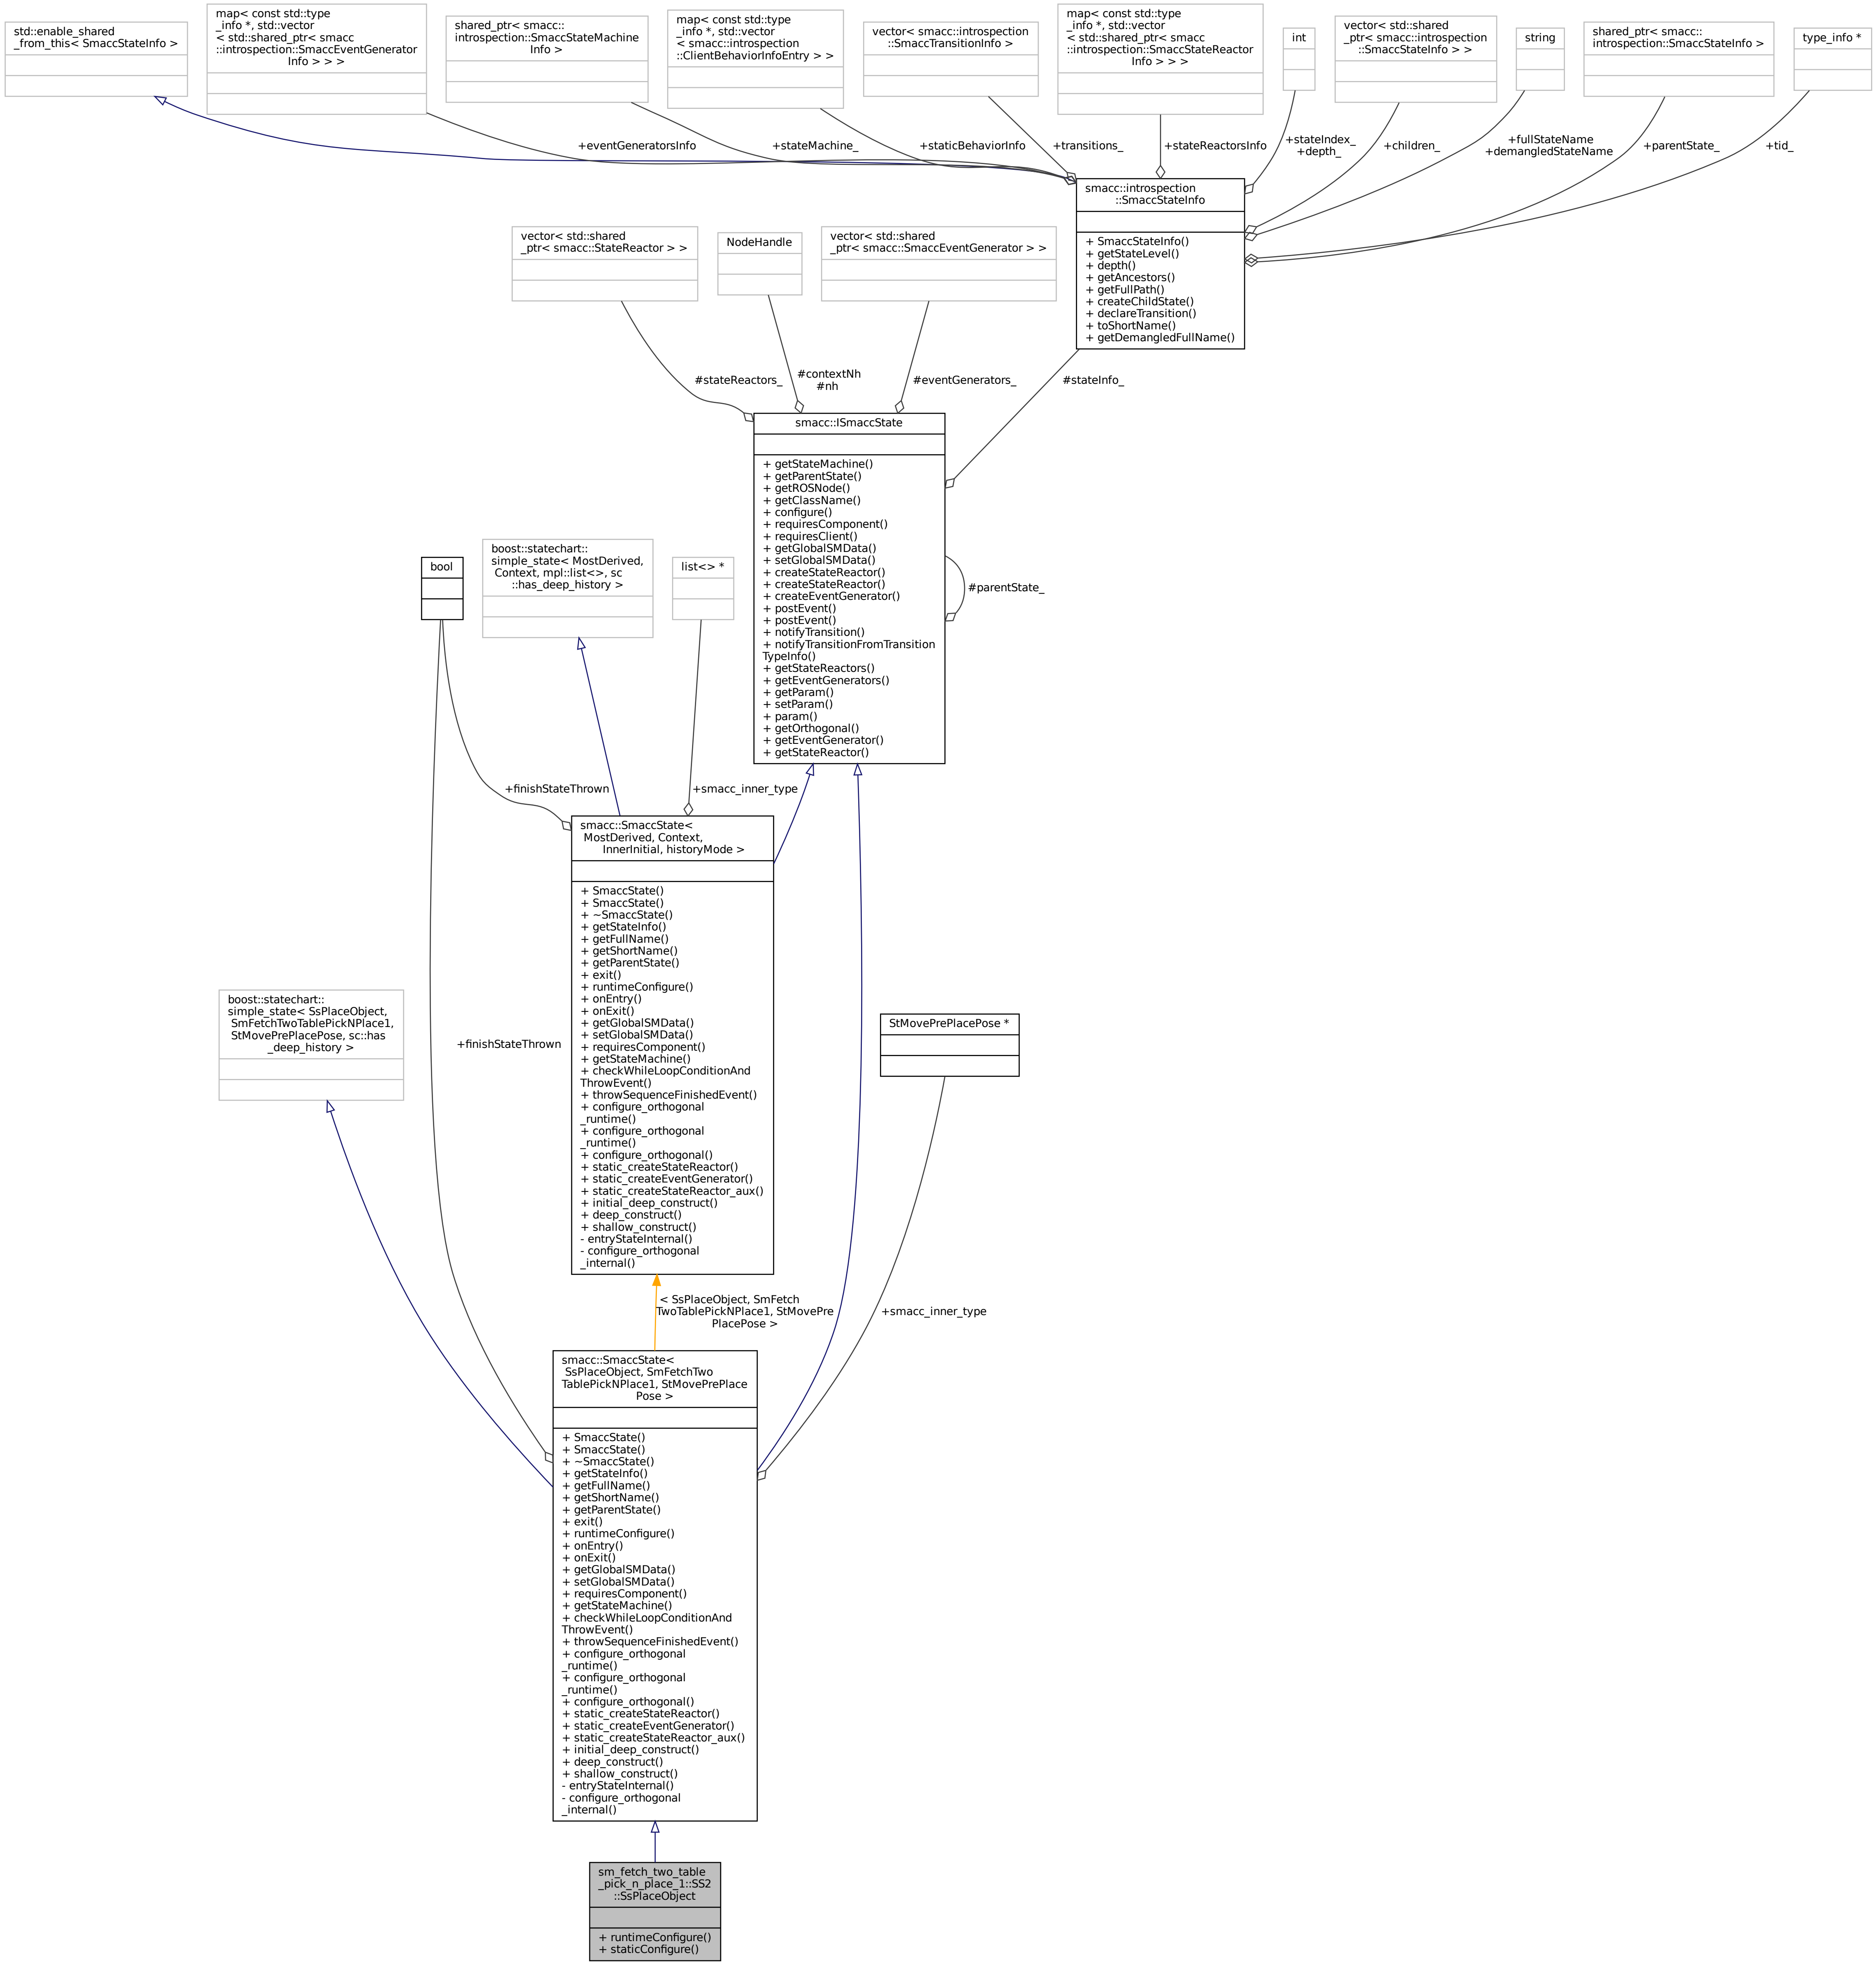 std::enable_shared
_from_this< SmaccStateInfo >
map< const std::type
_info *, std::vector
< std::shared_ptr< smacc
::introspection::SmaccEventGenerator
Info > > >
shared_ptr< smacc::
introspection::SmaccStateMachine
Info >
map< const std::type
_info *, std::vector
< smacc::introspection
::ClientBehaviorInfoEntry > >
vector< smacc::introspection
::SmaccTransitionInfo >
map< const std::type
_info *, std::vector
< std::shared_ptr< smacc
::introspection::SmaccStateReactor
Info > > >
int
vector< std::shared
_ptr< smacc::introspection
::SmaccStateInfo > >
string
shared_ptr< smacc::
introspection::SmaccStateInfo >
type_info *
+eventGeneratorsInfo
+stateMachine_
+staticBehaviorInfo
+transitions_
+stateReactorsInfo
+stateIndex_
+depth_
+children_
+fullStateName
+demangledStateName
+parentState_
+tid_
smacc::introspection
::SmaccStateInfo
+ SmaccStateInfo()
+ getStateLevel()
+ depth()
+ getAncestors()
+ getFullPath()
+ createChildState()
+ declareTransition()
+ toShortName()
+ getDemangledFullName()
vector< std::shared
_ptr< smacc::StateReactor > >
NodeHandle
vector< std::shared
_ptr< smacc::SmaccEventGenerator > >
#stateReactors_
#contextNh
#nh
#eventGenerators_
#stateInfo_
smacc::ISmaccState
+ getStateMachine()
+ getParentState()
+ getROSNode()
+ getClassName()
+ configure()
+ requiresComponent()
+ requiresClient()
+ getGlobalSMData()
+ setGlobalSMData()
+ createStateReactor()
+ createStateReactor()
+ createEventGenerator()
+ postEvent()
+ postEvent()
+ notifyTransition()
+ notifyTransitionFromTransition
TypeInfo()
+ getStateReactors()
+ getEventGenerators()
+ getParam()
+ setParam()
+ param()
+ getOrthogonal()
+ getEventGenerator()
+ getStateReactor()
#parentState_
bool
boost::statechart::
simple_state< MostDerived,
Context, mpl::list<>, sc
::has_deep_history >
list<> *
+finishStateThrown
+smacc_inner_type
smacc::SmaccState<
MostDerived, Context,
InnerInitial, historyMode >
+ SmaccState()
+ SmaccState()
+ ~SmaccState()
+ getStateInfo()
+ getFullName()
+ getShortName()
+ getParentState()
+ exit()
+ runtimeConfigure()
+ onEntry()
+ onExit()
+ getGlobalSMData()
+ setGlobalSMData()
+ requiresComponent()
+ getStateMachine()
+ checkWhileLoopConditionAnd
ThrowEvent()
+ throwSequenceFinishedEvent()
+ configure_orthogonal
_runtime()
+ configure_orthogonal
_runtime()
+ configure_orthogonal()
+ static_createStateReactor()
+ static_createEventGenerator()
+ static_createStateReactor_aux()
+ initial_deep_construct()
+ deep_construct()
+ shallow_construct()
- entryStateInternal()
- configure_orthogonal
_internal()
boost::statechart::
simple_state< SsPlaceObject,
SmFetchTwoTablePickNPlace1,
StMovePrePlacePose, sc::has
_deep_history >
+finishStateThrown
StMovePrePlacePose *
< SsPlaceObject, SmFetch
TwoTablePickNPlace1, StMovePre
PlacePose >
+smacc_inner_type
smacc::SmaccState<
SsPlaceObject, SmFetchTwo
TablePickNPlace1, StMovePrePlace
Pose >
+ SmaccState()
+ SmaccState()
+ ~SmaccState()
+ getStateInfo()
+ getFullName()
+ getShortName()
+ getParentState()
+ exit()
+ runtimeConfigure()
+ onEntry()
+ onExit()
+ getGlobalSMData()
+ setGlobalSMData()
+ requiresComponent()
+ getStateMachine()
+ checkWhileLoopConditionAnd
ThrowEvent()
+ throwSequenceFinishedEvent()
+ configure_orthogonal
_runtime()
+ configure_orthogonal
_runtime()
+ configure_orthogonal()
+ static_createStateReactor()
+ static_createEventGenerator()
+ static_createStateReactor_aux()
+ initial_deep_construct()
+ deep_construct()
+ shallow_construct()
- entryStateInternal()
- configure_orthogonal
_internal()
sm_fetch_two_table
_pick_n_place_1::SS2
::SsPlaceObject
+ runtimeConfigure()
+ staticConfigure()